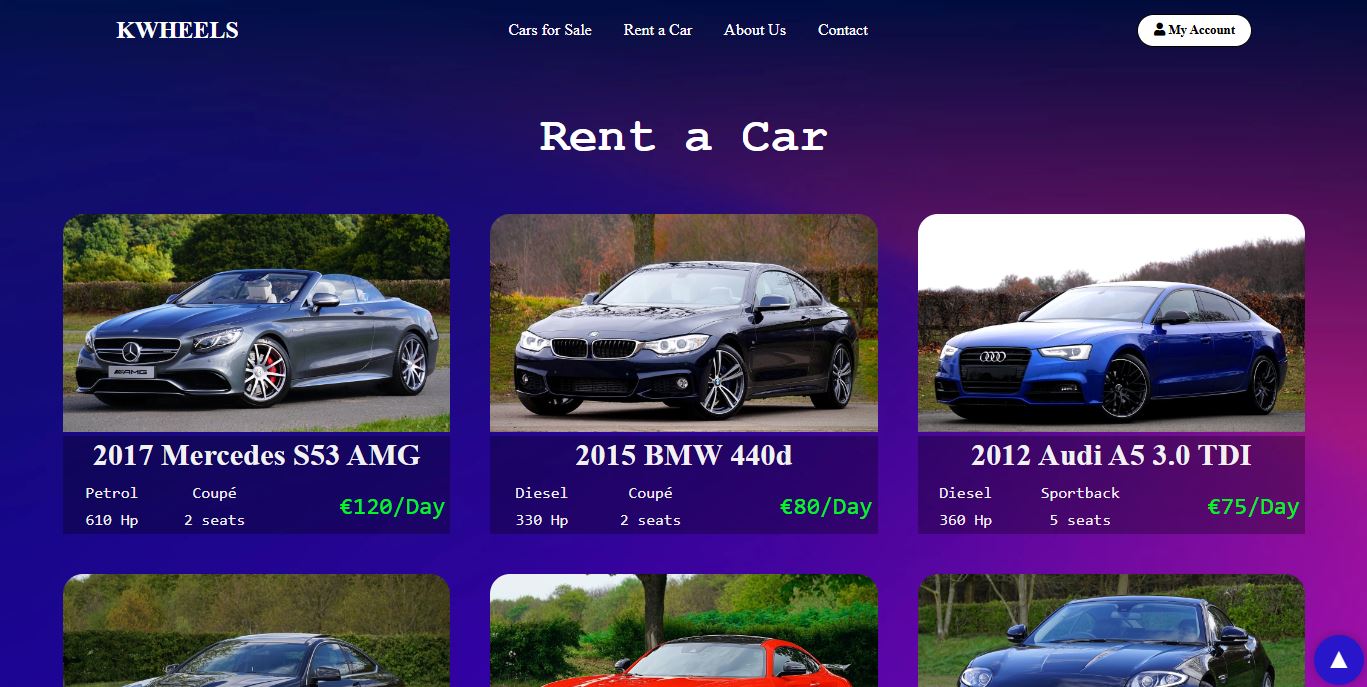 KWHEELS
Cars for Sale
Rent a Car
About Us
Contact
My Account
Rent a Car
AMG
2017 Mercedes S53 AMG
Petrol
Coupé
€120/Day
610 Hp
2 seats
2015 BMW 440d
Diesel
Coupé
€80/Day
330 Hp
2 seats
2012 Audi A5 3.0 TDI
Diesel
Sportback
€75/Day
360 Hp
5 seats